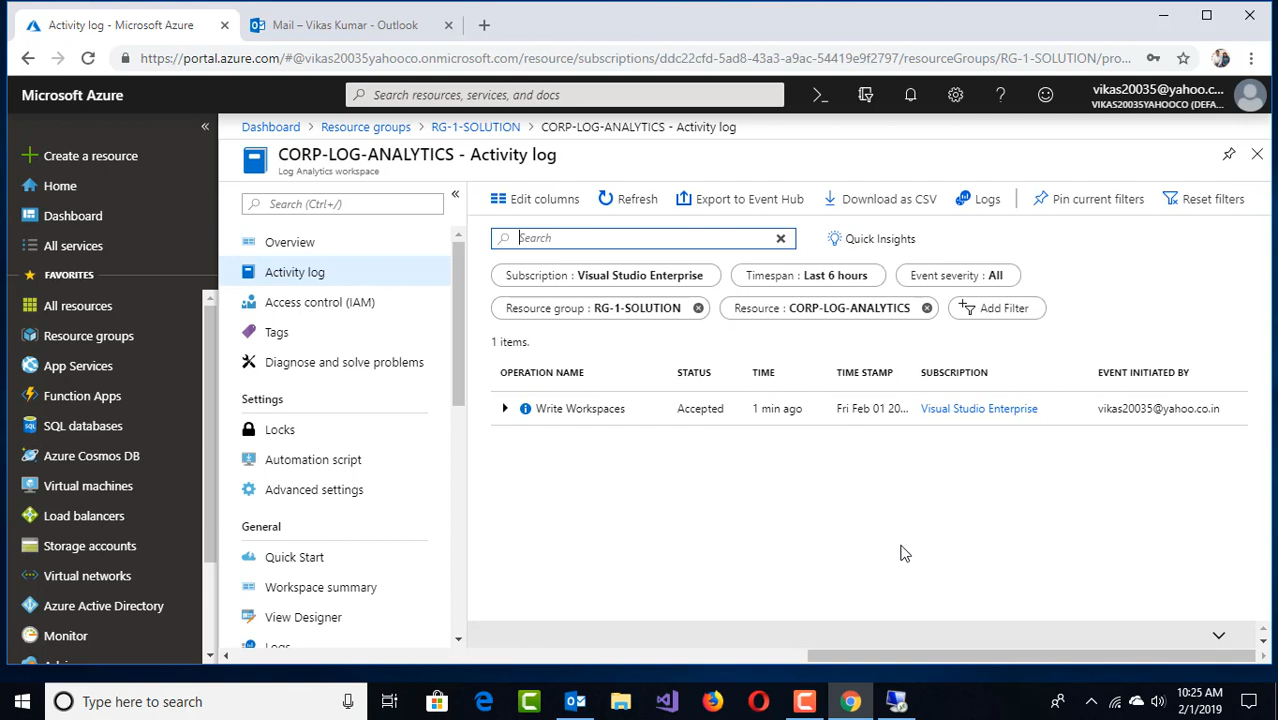 Activity log - Microsoft Azure
Mail – Vikas Kumar - Outlook
https://portal.azure.com/#@vikas20035yahooco.onmicrosoft.com/resource/subscriptions/ddc22cfd-5ad8-43a3-a9ac-54419e9f2797/resourceGroups/RG-1-SOLUTION/pro...
Microsoft Azure
Search resources, services, and docs
vikas20035@yahoo.c...
VIKAS20035YAHOOCO (DEFA...
Dashboard
Resource groups
RG-1-SOLUTION
CORP-LOG-ANALYTICS - Activity log
CORP-LOG-ANALYTICS - Activity log
Log Analytics workspace
Create a resource
Home
Dashboard
All services
FAVORITES
All resources
Resource groups
App Services
Function Apps
SQL databases
Azure Cosmos DB
Virtual machines
Load balancers
Storage accounts
Virtual networks
Azure Active Directory
Monitor
Search (Ctrl+/)
Overview
Activity log
Access control (IAM)
Tags
Diagnose and solve problems
Settings
Locks
Automation script
Advanced settings
General
Quick Start
Workspace summary
View Designer
Logs
Edit columns
Refresh
Export to Event Hub
Download as CSV
Logs
Pin current filters
Reset filters
Search
Quick Insights
Subscription : Visual Studio Enterprise
Timespan : Last 6 hours
Event severity : All
Resource group : RG-1-SOLUTION
Resource : CORP-LOG-ANALYTICS
Add Filter
1 items.
OPERATION NAME STATUS TIME TIME STAMP SUBSCRIPTION EVENT INITIATED BY
Write Workspaces Accepted 1 min ago Fri Feb 01 20... Visual Studio Enterprise vikas20035@yahoo.co.in
Type here to search
10:25 AM
2/1/2019